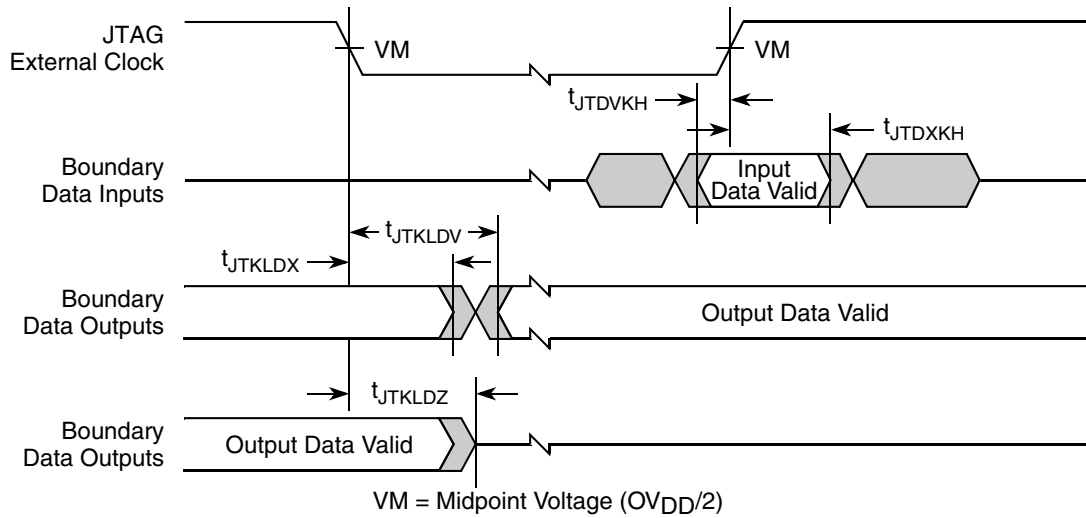 JTAG
External Clock
VM
VM
tJTDVKH
tJTDXKH
Boundary
Data Inputs
Input
Data Valid
tJTKLDV
tJTKLDX
Boundary
Data Outputs
Output Data Valid
tJTKLDZ
Boundary
Data Outputs
Output Data Valid
VM = Midpoint Voltage (OVDD/2)